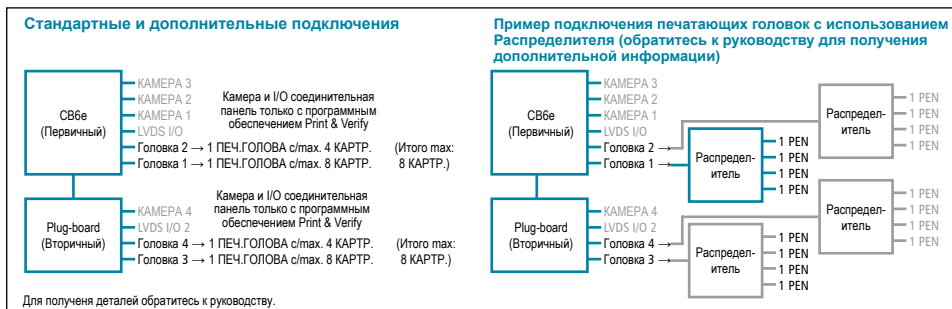 Стандартные и дополнительные подключения
CB6e
(Первичный)
КАМЕРА 3
КАМЕРА 2
КАМЕРА 1
LVDS I/O
Головка 2 → 1 ПЕЧ.ГОЛОВА c/max. 4 КАРТР. (Итого max:
Головка 1 → 1 ПЕЧ.ГОЛОВА c/max. 8 КАРТР. 8 КАРТР.)
Камера и I/O соединительная
панель только с программным
обеспечением Print & Verify
Plug-board
(Вторичный)
КАМЕРА 4
LVDS I/O 2
Головка 4 → 1 ПЕЧ.ГОЛОВА c/max. 4 КАРТР. (Итого max:
Головка 3 → 1 ПЕЧ.ГОЛОВА c/max. 8 КАРТР. 8 КАРТР.)
Камера и I/O соединительная
панель только с программным
обеспечением Print & Verify
Для полученя деталей обратитесь к руководству.
Пример подключения печатающих головок с использованием
Распределителя (обратитесь к руководству для получения
дополнительной информации)
CB6e
(Первичный)
КАМЕРА 3
КАМЕРА 2
КАМЕРА 1
LVDS I/O
Головка 2 →
Головка 1 →
Распредел-
итель
1 PEN
1 PEN
1 PEN
1 PEN
Распредел-
итель
1 PEN
1 PEN
1 PEN
1 PEN
Plug-board
(Вторичный)
КАМЕРА 4
LVDS I/O 2
Головка 4 →
Головка 3 →
Распредел-
итель
1 PEN
1 PEN
1 PEN
1 PEN
Распредел-
итель
1 PEN
1 PEN
1 PEN
1 PEN